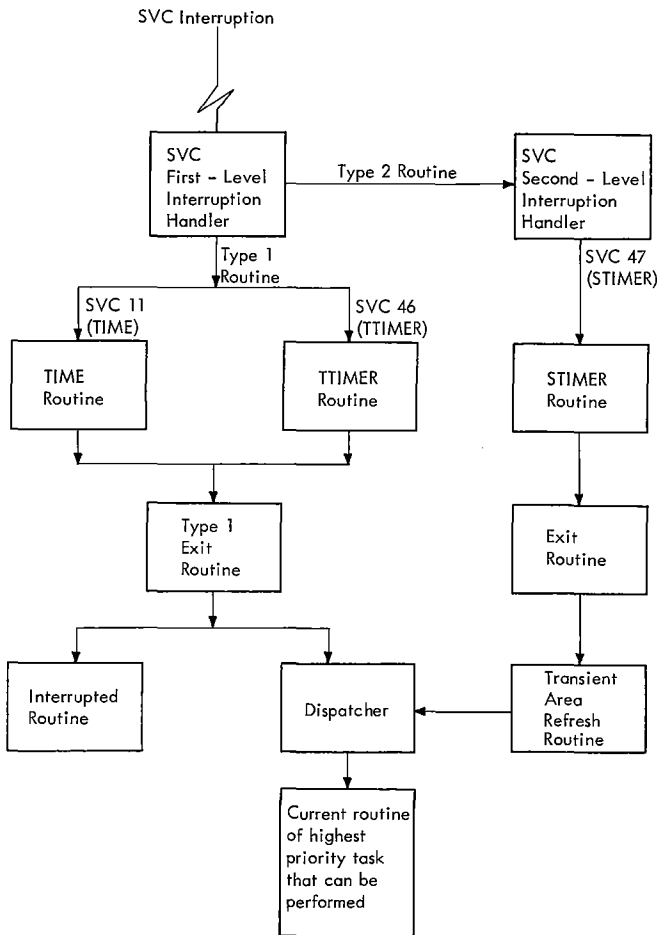 SVC Interruption
SVC
First - Level
Interruption
Handler
Type 2 Routine
SVC
Second - Level
Interruption
Handler
Type 1
Routine
SVC 47
(STIMER)
SVC 11
(TIME)
SVC 46
(TTIMER)
TIME
Routine
TTIMER
Routine
STIMER
Routine
Type 1
Exit
Routine
Exit
Routine
Interrupted
Routine
Dispatcher
Transient
Area
Refresh
Routine
Current routine
of highest
priority task
that can be
performed